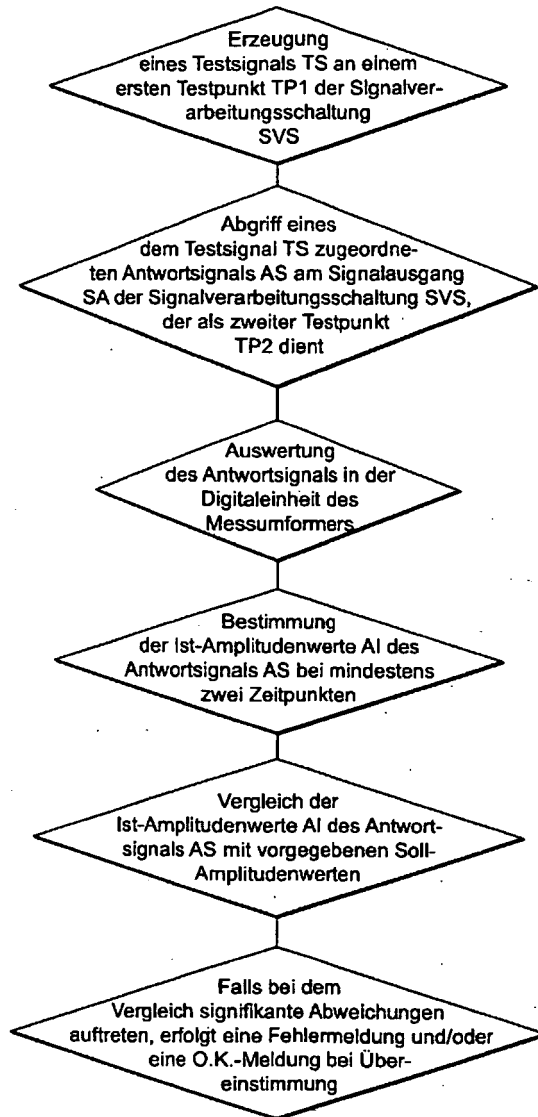 Erzeugung
eines Testsignals TS an einem
ersten Testpunkt TP1 der Signalver-
arbeitungsschaltung
SVS
Abgriff eines
dem Testsignal TS zugeordne-
ten Antwortsignals AS am Signalausgang
SA der Signalverarbeitungsschaltung SVS,
der als zweiter Testpunkt
TP2 dient
Auswertung
des Antwortsignals in der
Digitaleinheit des
Messumformers
Bestimmung
der Ist-Amplitudenwerte AI des
Antwortsignals AS bei mindestens
zwei Zeitpunkten
Vergleich der
Ist-Amplitudenwerte AI des Antwort-
signals AS mit vorgegebenen Soll-
Amplitudenwerten
Falls bei dem
Vergleich signifikante Abweichungen
auftreten, erfolgt eine Fehlermeldung und/oder
eine O.K.-Meldung bei Über-
einstimmung